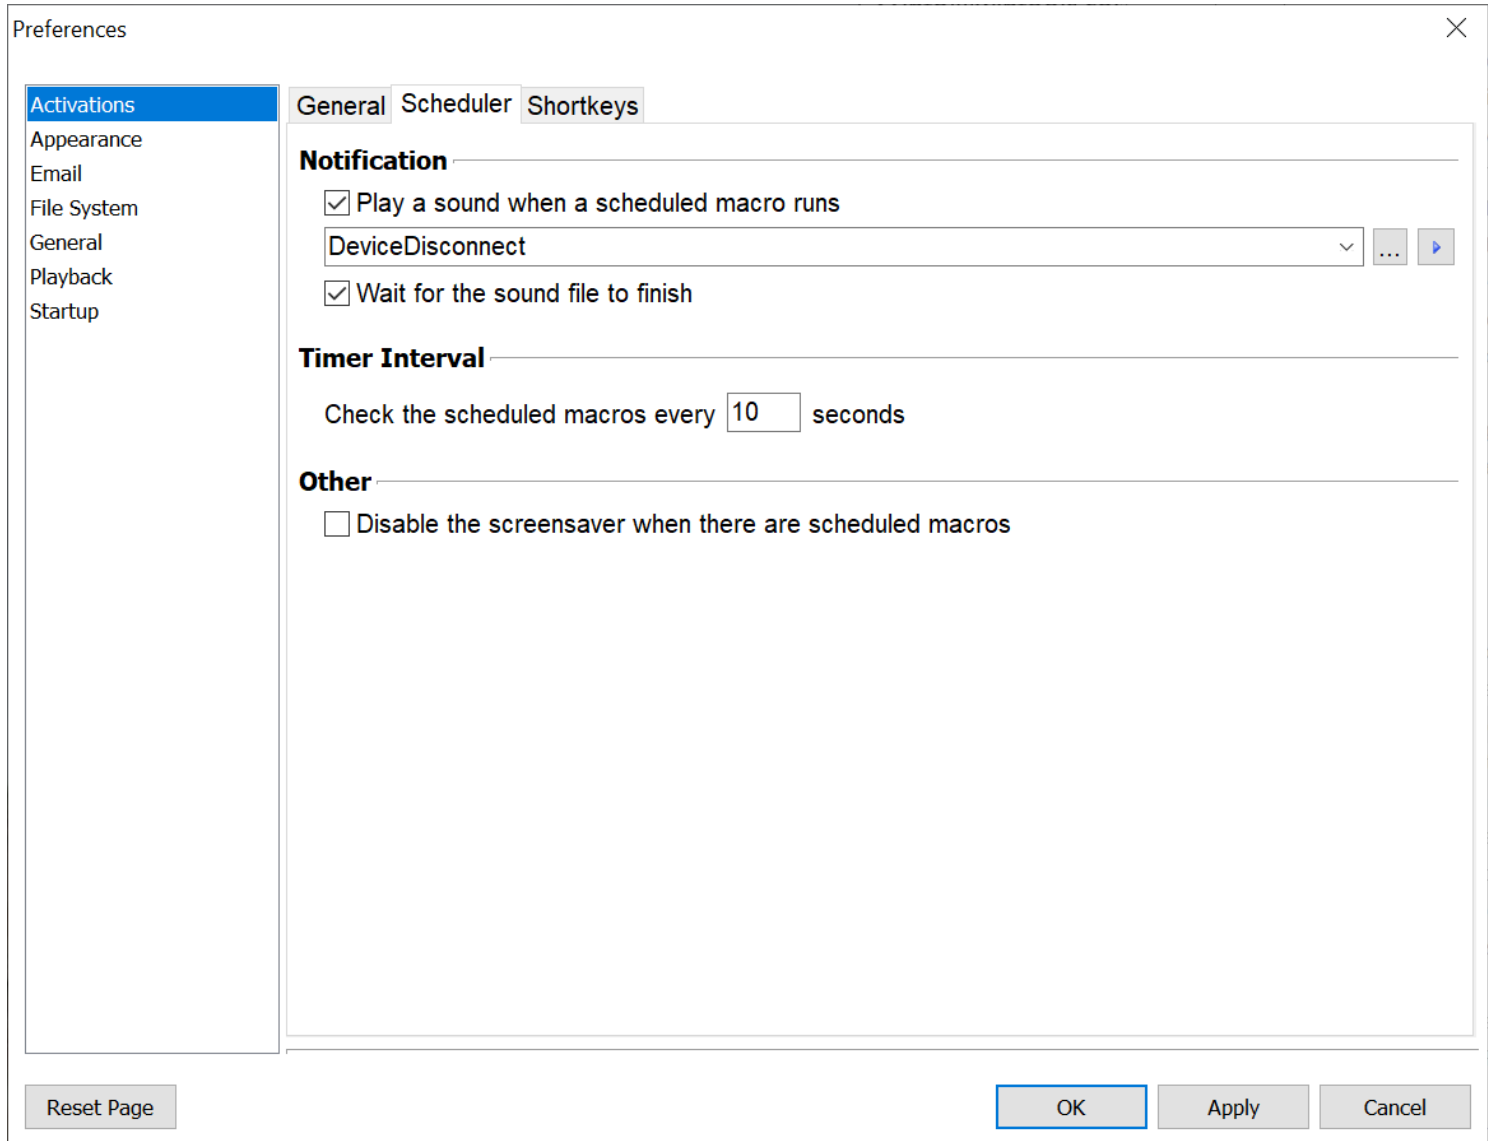 Preferences
Activations
Appearance
Email
File System
General
Playback
Startup
General Scheduler Shortkeys
Notification
Play a sound when a scheduled macro runs
DeviceDisconnect
...
Wait for the sound file to finish
Timer Interval
Check the scheduled macros every 10 seconds
Other
Disable the screensaver when there are scheduled macros
Reset Page OK Apply Cancel